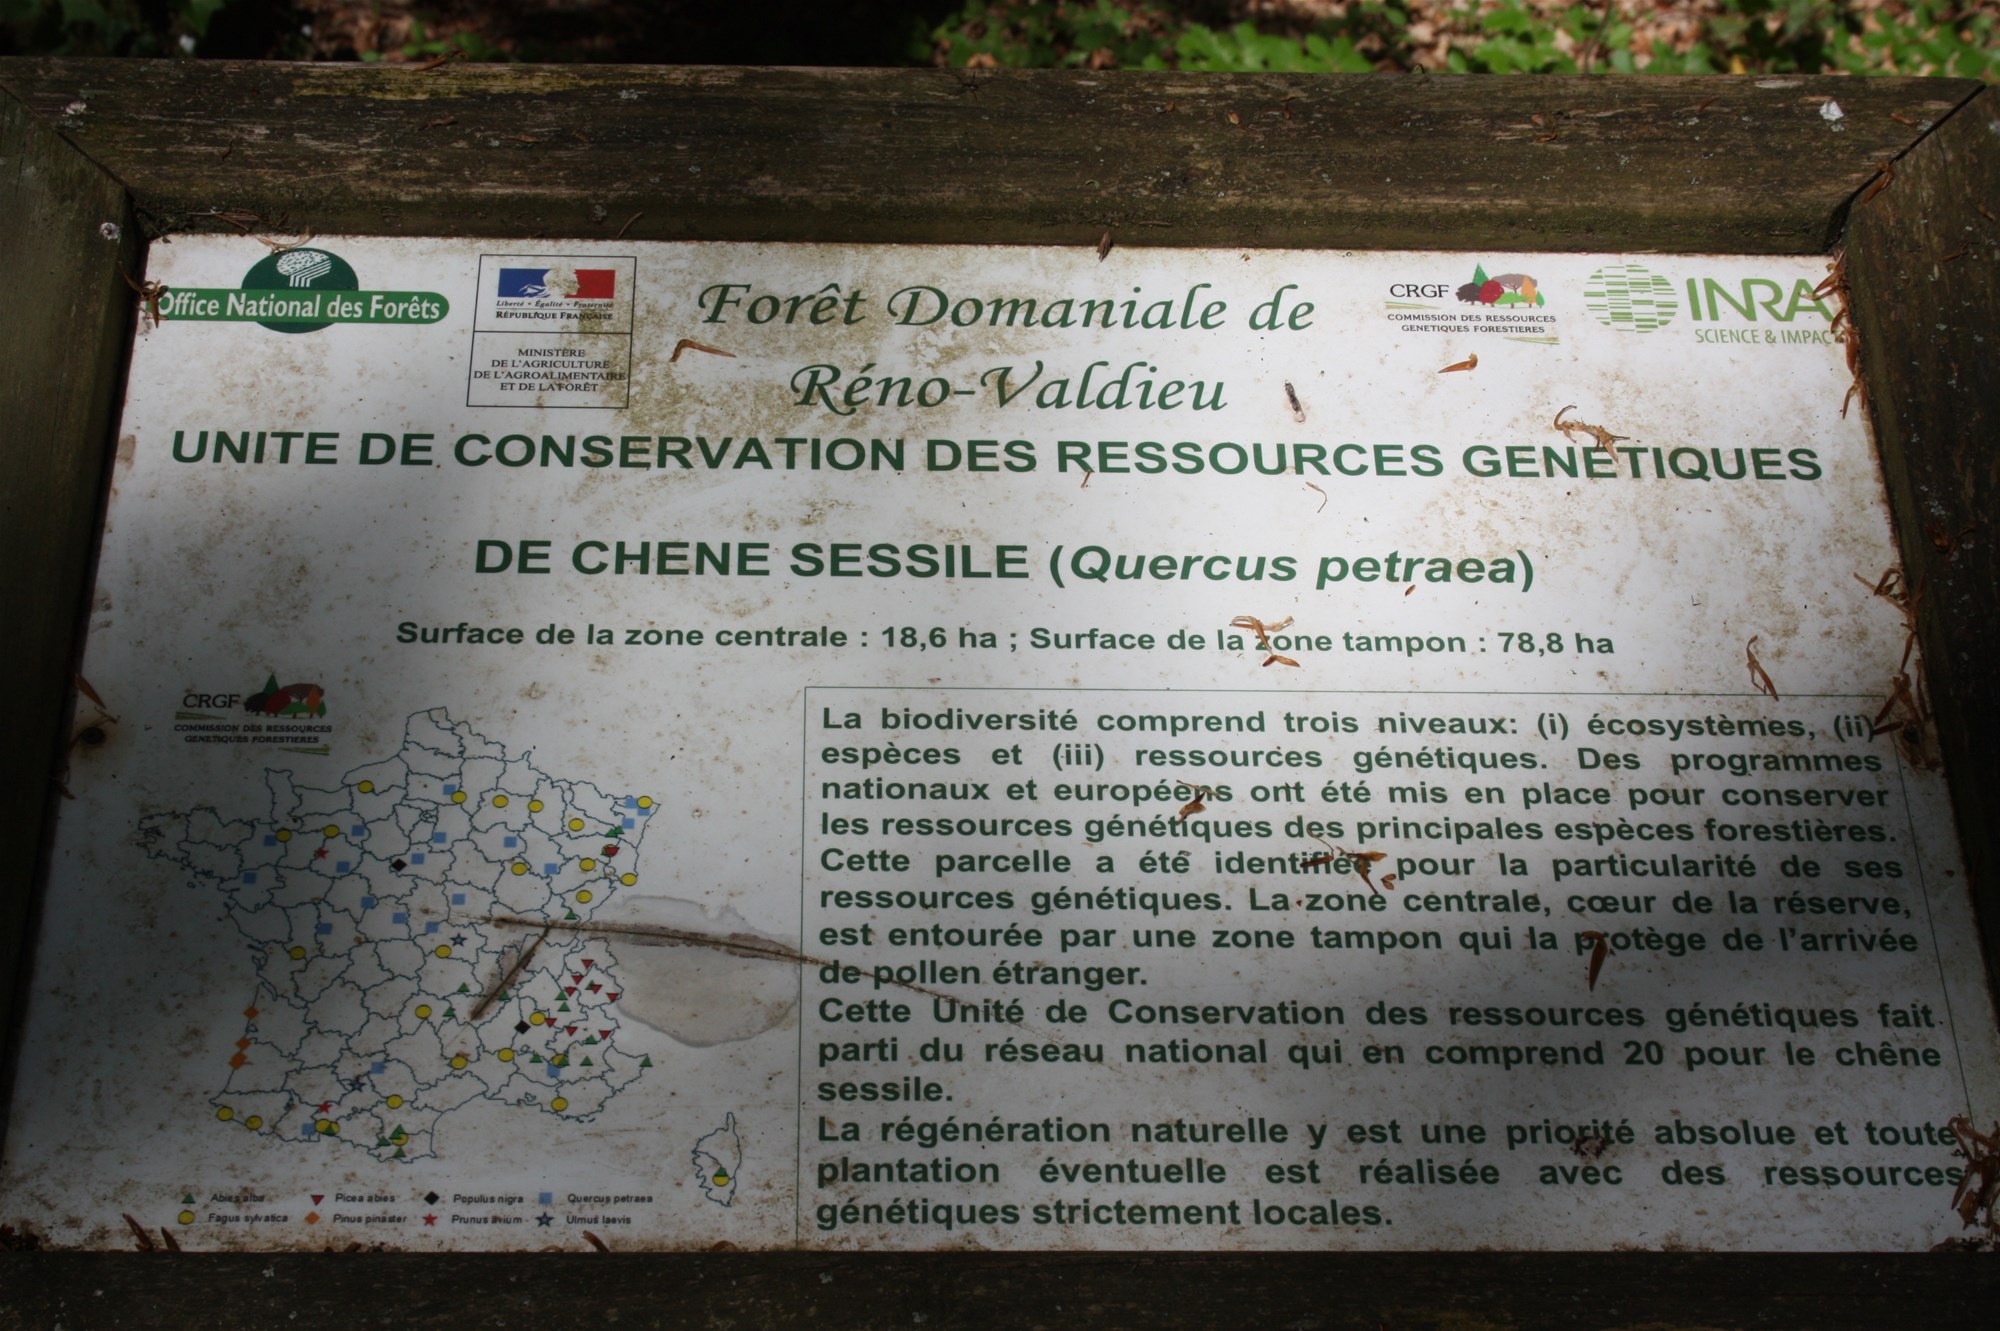 Office National des Forêts
Liberté • Égalité • Fraternité
RÉPUBLIQUE FRANÇAISE
MINISTÈRE
DE L'AGRICULTURE
DE L'AGROALIMENTAIRE
ET DE LA FORÊT
Forêt Domaniale de
Réno-Valdieu
CRGF
COMMISSION DES RESSOURCES
GENETIQUES FORESTIERES
INRA
SCIENCE & IMPACT
UNITE DE CONSERVATION DES RESSOURCES GENETIQUES
DE CHENE SESSILE (Quercus petraea)
Surface de la zone centrale : 18,6 ha ; Surface de la zone tampon : 78,8 ha
CRGF
COMMISSION DES RESSOURCES
GENETIQUES FORESTIERES
Abies alba Picea abies Populus nigra Quercus petraea
Fagus sylvatica Pinus pinaster Prunus avium Ulmus laevis
La biodiversité comprend trois niveaux: (i) écosystèmes, (ii)
espèces et (iii) ressources génétiques. Des programmes
nationaux et européens ont été mis en place pour conserver
les ressources génétiques des principales espèces forestières.
Cette parcelle a été identifiée pour la particularité de ses
ressources génétiques. La zone centrale, cœur de la réserve,
est entourée par une zone tampon qui la protège de l'arrivée
de pollen étranger.
Cette Unité de Conservation des ressources génétiques fait
parti du réseau national qui en comprend 20 pour le chêne
sessile.
La régénération naturelle y est une priorité absolue et toute
plantation éventuelle est réalisée avec des ressources
génétiques strictement locales.